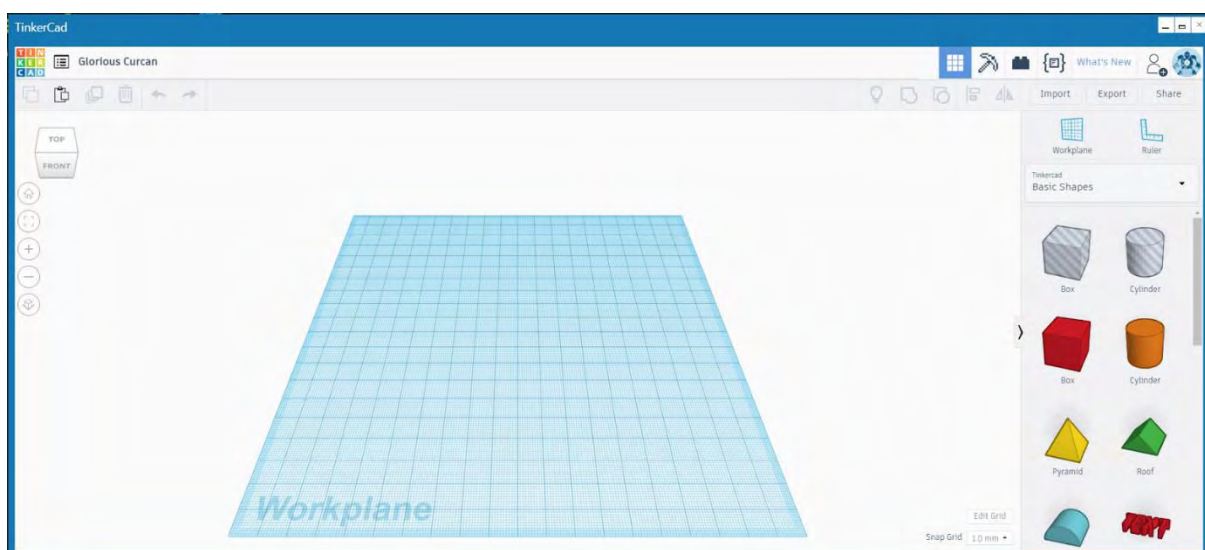 TinkerCad
TIN
KER
CAD
Glorious Curcan
What's New
Import
Export
Share
TOP
FRONT
Workplane
Ruler
Tinkercad
Basic Shapes
Box
Cylinder
Box
Cylinder
Pyramid
Roof
TEXT
Workplane
Edit Grid
Snap Grid
1.0 mm